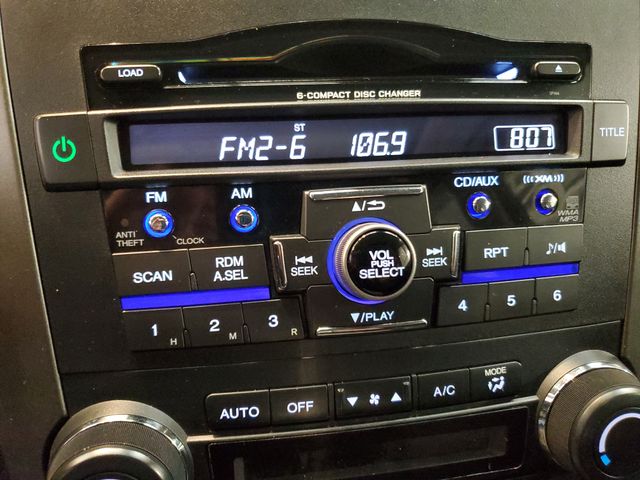 LOAD
6-COMPACT DISC CHANGER
ST
FM2-6 106.9 807
TITLE
FM
AM
CD/AUX
((XM))
ANTI THEFT
CLOCK
WMA MP3
SCAN
RDM A.SEL
SEEK
VOL
PUSH
SELECT
SEEK
RPT
1 H
2 M
3 R
▼/PLAY
4
5
6
AUTO
OFF
A/C
MODE